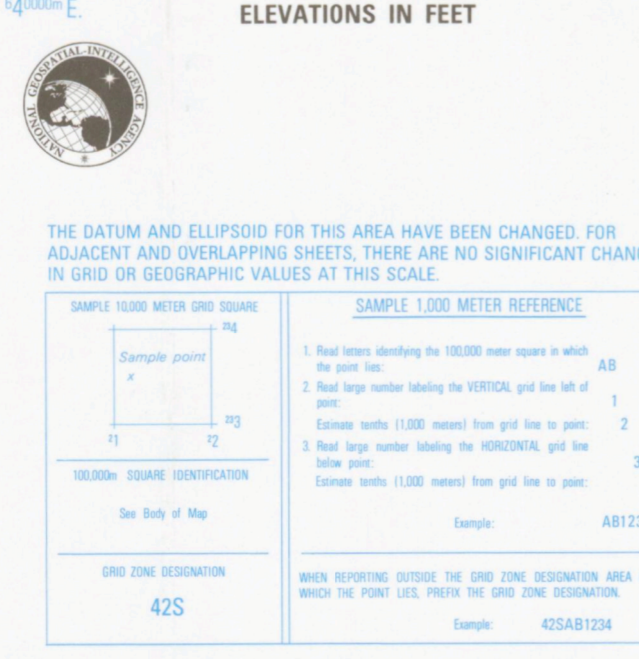 640000m E.
ELEVATIONS IN FEET
NATIONAL GEOSPATIAL-INTELLIGENCE AGENCY
THE DATUM AND ELLIPSOID FOR THIS AREA HAVE BEEN CHANGED. FOR
ADJACENT AND OVERLAPPING SHEETS, THERE ARE NO SIGNIFICANT
IN GRID OR GEOGRAPHIC VALUES AT THIS SCALE.
SAMPLE 10,000 METER GRID SQUARE
234
Sample point
x
233
21
22
100,000m SQUARE IDENTIFICATION
See Body of Map
GRID ZONE DESIGNATION
42S
SAMPLE 1,000 METER REFERENCE
1. Read letters identifying the 100,000 meter square in which
the point lies: AB
2. Read large number labeling the VERTICAL grid line left of
point: 1
Estimate tenths (1,000 meters) from grid line to point: 2
3. Read large number labeling the HORIZONTAL grid line
below point: 3
Estimate tenths (1,000 meters) from grid line to point:
Example: AB123
WHEN REPORTING OUTSIDE THE GRID ZONE DESIGNATION AREA
WHICH THE POINT LIES, PREFIX THE GRID ZONE DESIGNATION.
Example: 42SAB1234